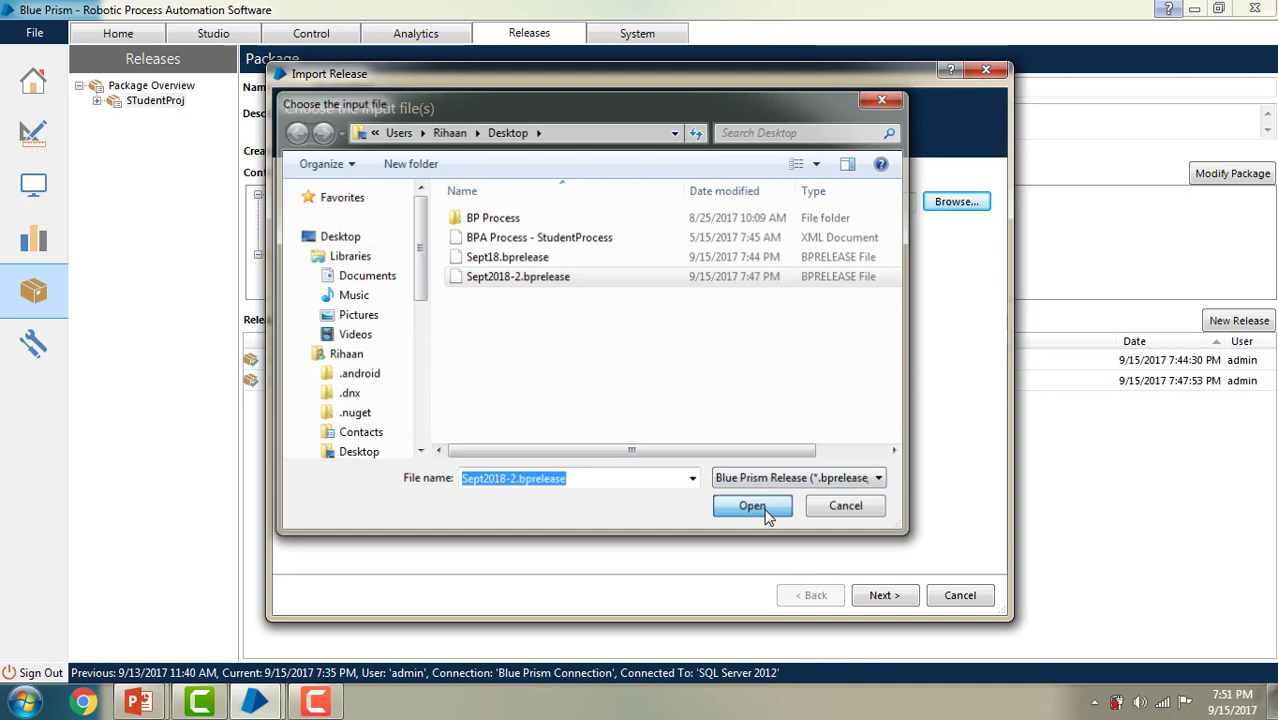 Blue Prism - Robotic Process Automation Software
File
Home
Studio
Control
Analytics
Releases
System
Releases
Package
Package Overview
STudentProj
Import Release
Choose the input file(s)
« Users Rihaan Desktop
Search Desktop
Organize
New folder
Modify Package
Browse...
Favorites
Desktop
Libraries
Documents
Music
Pictures
Videos
Rihaan
.android
.dnx
.nuget
Contacts
Desktop
Name Date modified Type
BP Process 8/25/2017 10:09 AM File folder
BPA Process - StudentProcess 5/15/2017 7:45 AM XML Document
Sept18.bprelease 9/15/2017 7:44 PM BPRELEASE File
Sept2018-2.bprelease 9/15/2017 7:47 PM BPRELEASE File
File name: Sept2018-2.bprelease
Blue Prism Release (*.bprelease,
Open
Cancel
< Back
Next >
Cancel
New Release
Date User
9/15/2017 7:44:30 PM admin
9/15/2017 7:47:53 PM admin
Sign Out
Previous: 9/13/2017 11:40 AM, Current: 9/15/2017 7:35 PM, User: 'admin', Connection: 'Blue Prism Connection', Connected To: 'SQL Server 2012'
7:51 PM
9/15/2017